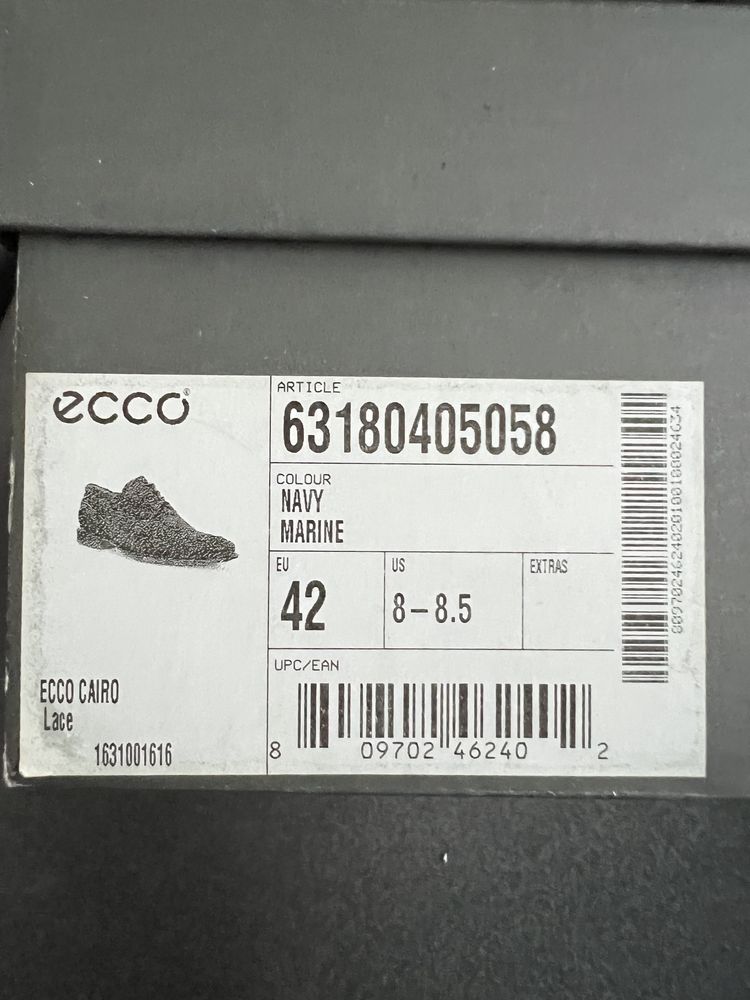 ecco®
ARTICLE
63180405058
COLOUR
NAVY
MARINE
EU
42
US
8–8.5
EXTRAS
UPC/EAN
8 09702 46240 2
ECCO CAIRO
Lace
1631001616